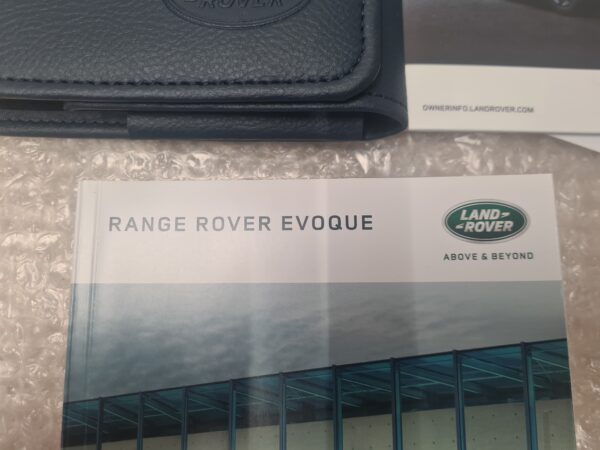 ROVER
OWNERINFO.LANDROVER.COM
RANGE ROVER EVOQUE
LAND
ROVER
ABOVE & BEYOND